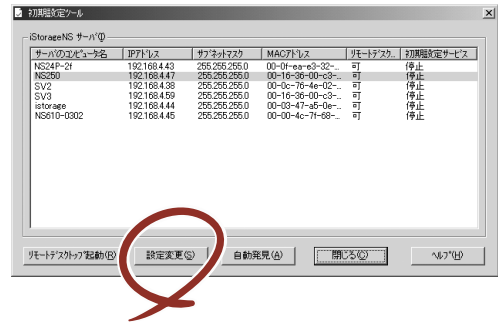 初期設定ツール
iStorageNS サーバ(I)
サーバのコンピュータ名 IPアドレス サブネットマスク MACアドレス リモートデスク... 初期設定サービス
NS24P-2f 192.168.4.43 255.255.255.0 00-0f-ea-e3-32-... 可 停止
NS250 192.168.4.47 255.255.255.0 00-16-36-00-c3-... 可 停止
SV2 192.168.4.38 255.255.255.0 00-0c-76-4e-02-... 可 停止
SV3 192.168.4.59 255.255.255.0 00-16-36-00-c3-... 可 停止
istorage 192.168.4.44 255.255.255.0 00-03-47-a5-0e-... 可 停止
NS610-0302 192.168.4.45 255.255.255.0 00-00-4c-7f-68-... 可 停止
リモートデスクトップ起動(R) 設定変更(S) 自動発見(A) 閉じる(C) ヘルプ(H)